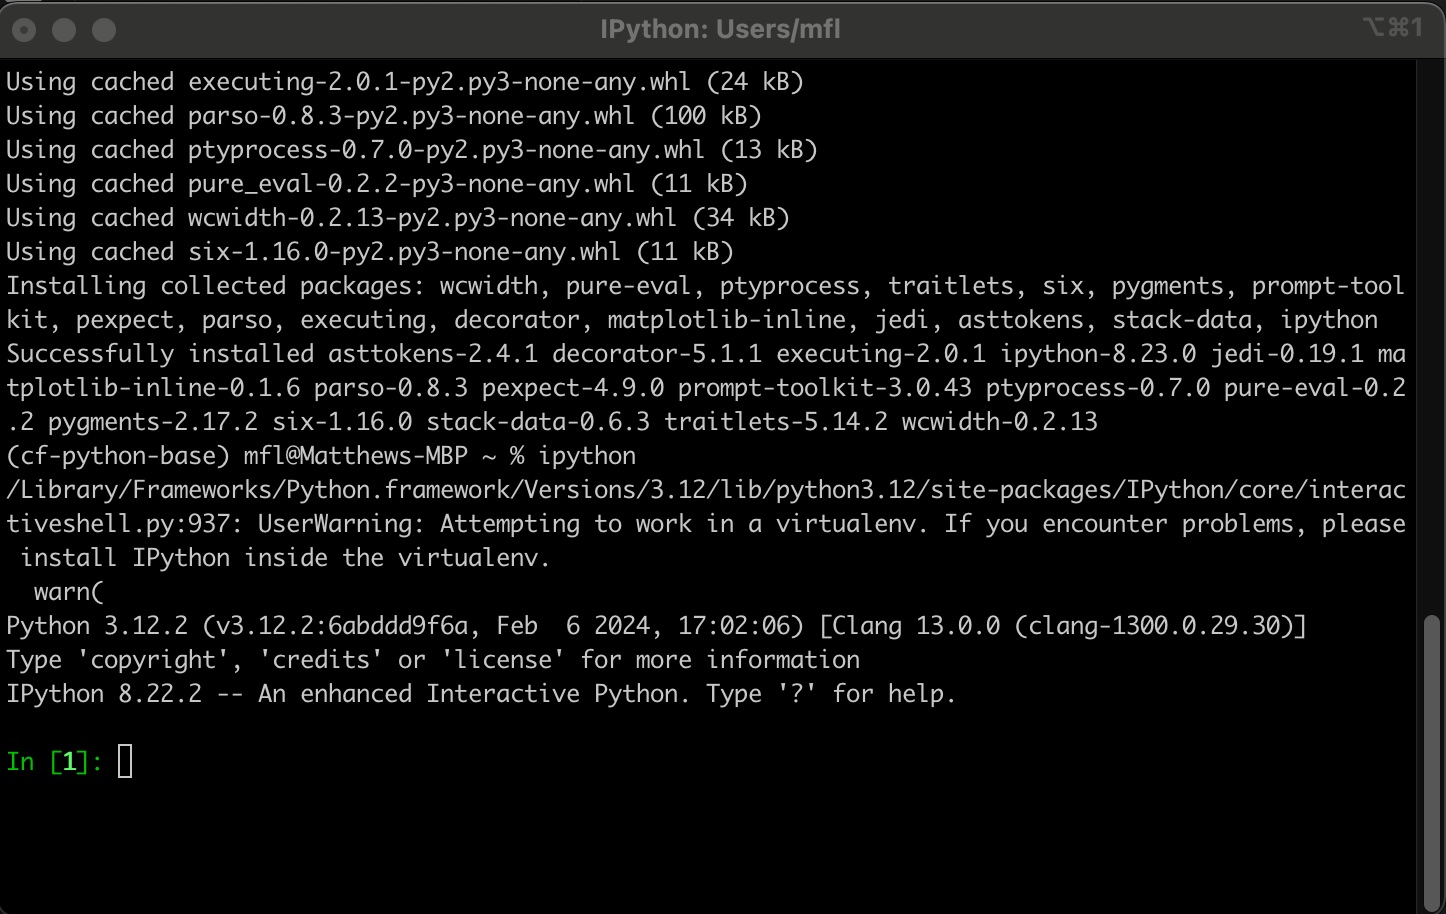 IPython: Users/mfl
⌥⌘1
Using cached executing-2.0.1-py2.py3-none-any.whl (24 kB)
Using cached parso-0.8.3-py2.py3-none-any.whl (100 kB)
Using cached ptyprocess-0.7.0-py2.py3-none-any.whl (13 kB)
Using cached pure_eval-0.2.2-py3-none-any.whl (11 kB)
Using cached wcwidth-0.2.13-py2.py3-none-any.whl (34 kB)
Using cached six-1.16.0-py2.py3-none-any.whl (11 kB)
Installing collected packages: wcwidth, pure-eval, ptyprocess, traitlets, six, pygments, prompt-tool
kit, pexpect, parso, executing, decorator, matplotlib-inline, jedi, asttokens, stack-data, ipython
Successfully installed asttokens-2.4.1 decorator-5.1.1 executing-2.0.1 ipython-8.23.0 jedi-0.19.1 ma
tplotlib-inline-0.1.6 parso-0.8.3 pexpect-4.9.0 prompt-toolkit-3.0.43 ptyprocess-0.7.0 pure-eval-0.2
.2 pygments-2.17.2 six-1.16.0 stack-data-0.6.3 traitlets-5.14.2 wcwidth-0.2.13
(cf-python-base) mfl@Matthews-MBP ~ % ipython
/Library/Frameworks/Python.framework/Versions/3.12/lib/python3.12/site-packages/IPython/core/interac
tiveshell.py:937: UserWarning: Attempting to work in a virtualenv. If you encounter problems, please
 install IPython inside the virtualenv.
  warn(
Python 3.12.2 (v3.12.2:6abddd9f6a, Feb  6 2024, 17:02:06) [Clang 13.0.0 (clang-1300.0.29.30)]
Type 'copyright', 'credits' or 'license' for more information
IPython 8.22.2 -- An enhanced Interactive Python. Type '?' for help.
In [1]: